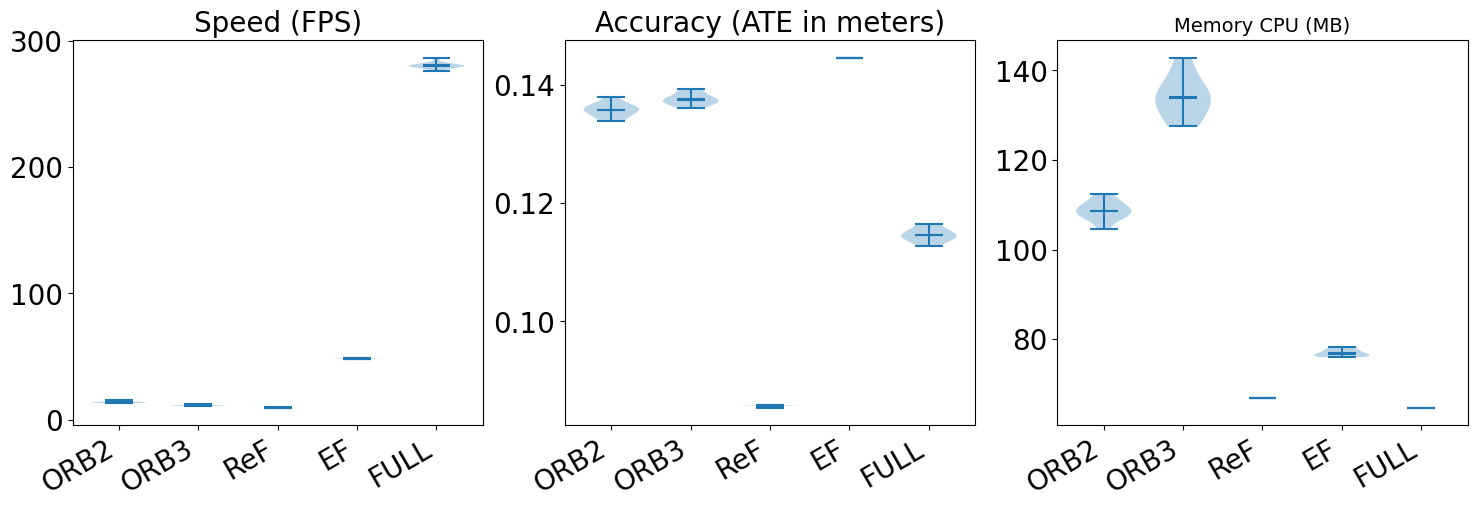 Speed (FPS)
300
200
100
0
ORB2
ORB3
ReF
EF
FULL
Accuracy (ATE in meters)
0.14
0.12
0.10
ORB2
ORB3
ReF
EF
FULL
Memory CPU (MB)
140
120
100
80
ORB2
ORB3
ReF
EF
FULL